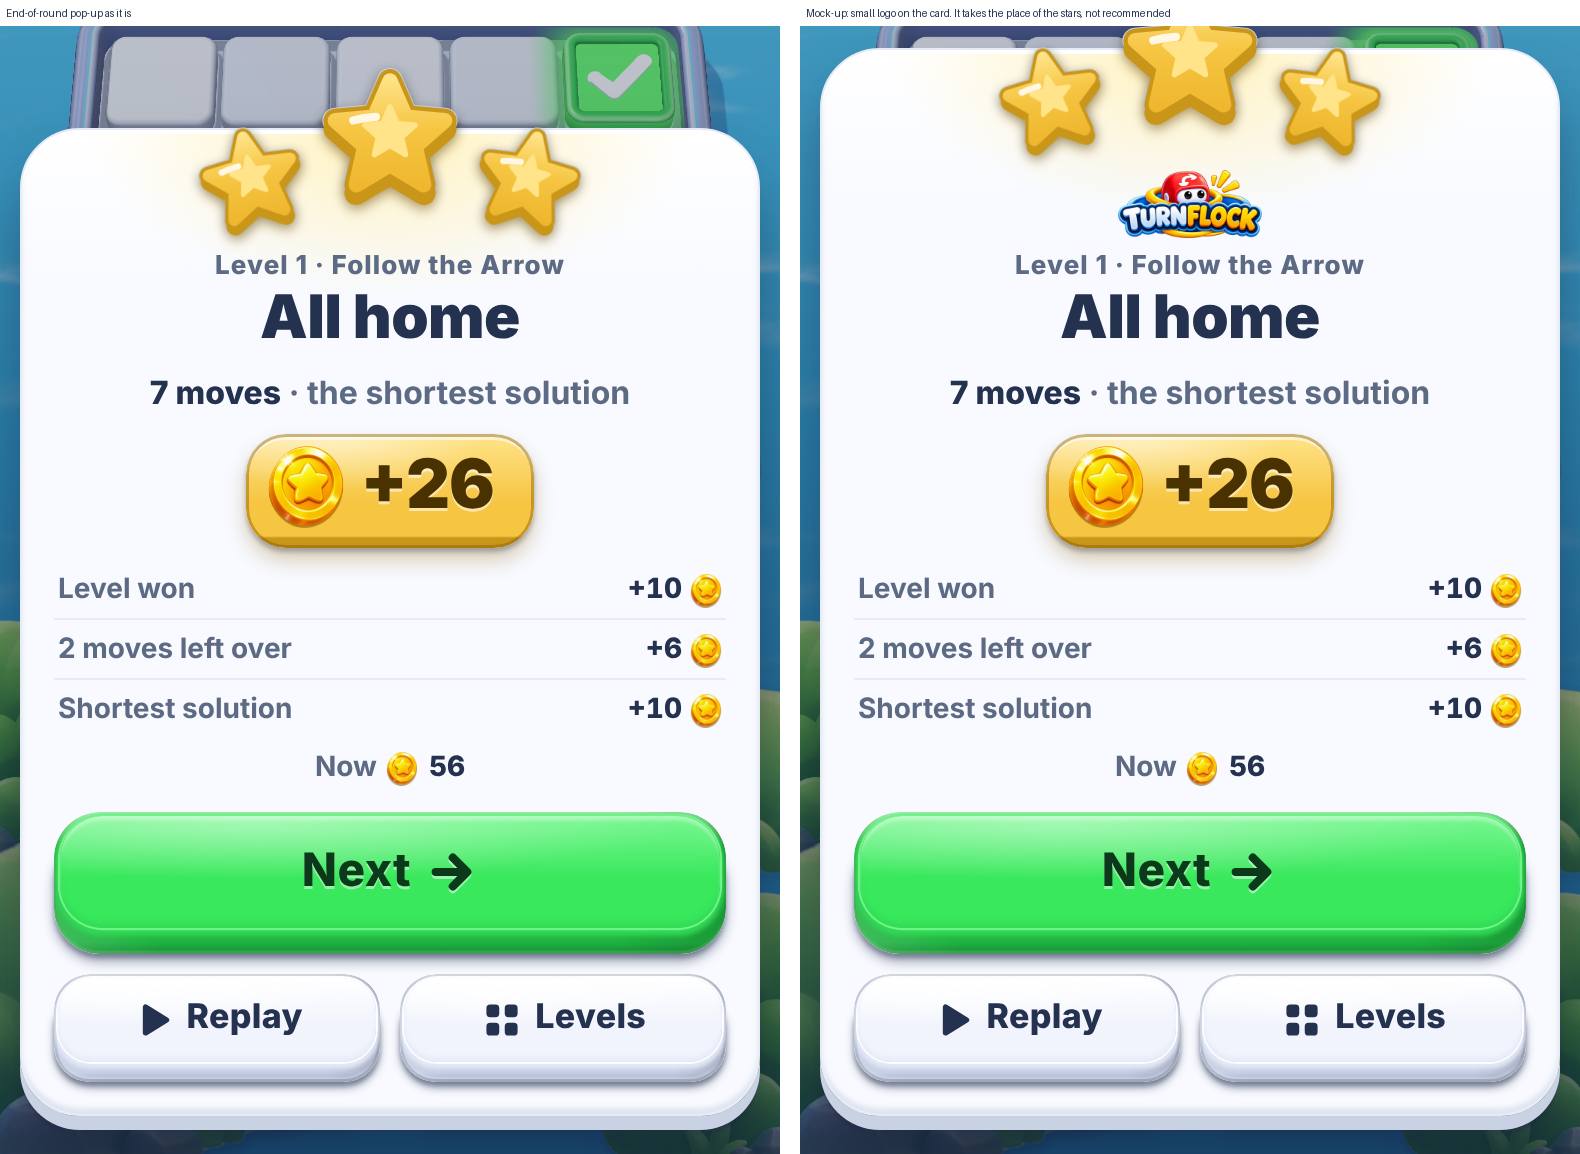 End-of-round pop-up as it is
Level 1 · Follow the Arrow
All home
7 moves · the shortest solution
+26
Level won +10
2 moves left over +6
Shortest solution +10
Now 56
Next
Replay
Levels
Mock-up: small logo on the card. It takes the place of the stars, not recommended
TURNFLOCK
Level 1 · Follow the Arrow
All home
7 moves · the shortest solution
+26
Level won +10
2 moves left over +6
Shortest solution +10
Now 56
Next
Replay
Levels